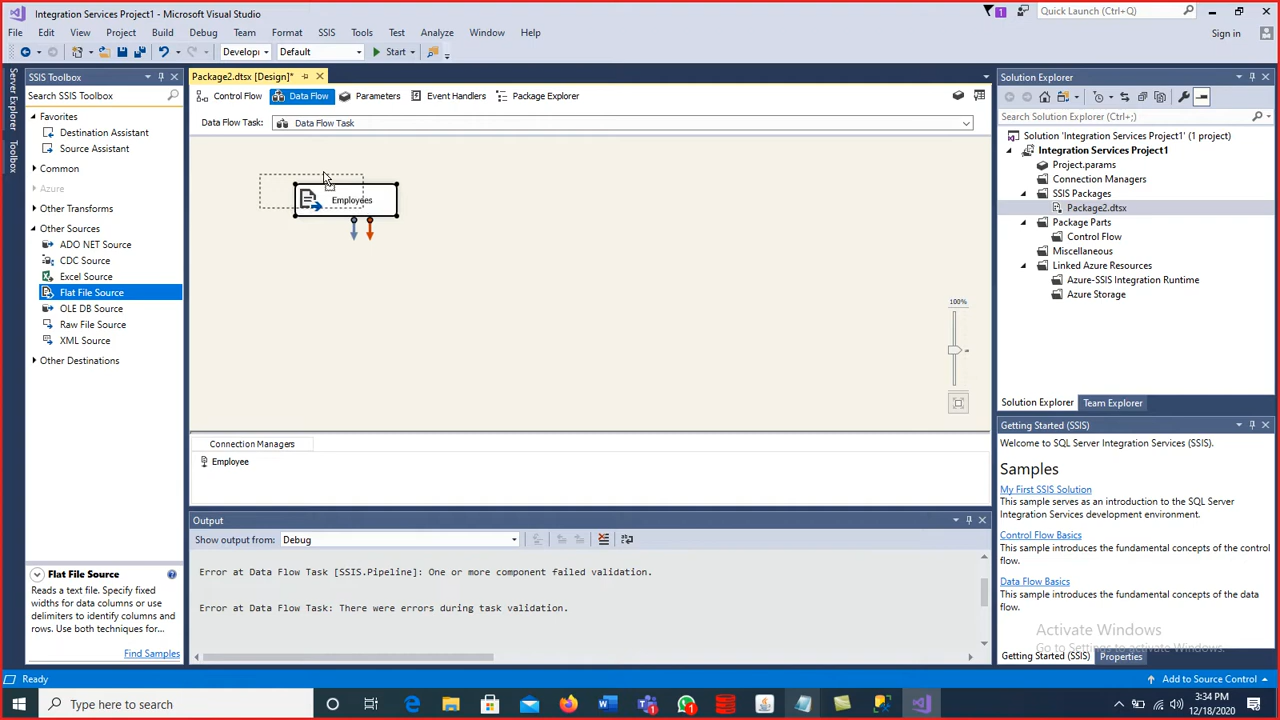 Integration Services Project1 - Microsoft Visual Studio
1
Quick Launch (Ctrl+Q)
File Edit View Project Build Debug Team Format SSIS Tools Test Analyze Window Help
Sign in
Develop Default Start
SSIS Toolbox
Search SSIS Toolbox
Favorites
Destination Assistant
Source Assistant
Common
Azure
Other Transforms
Other Sources
ADO NET Source
CDC Source
Excel Source
Flat File Source
OLE DB Source
Raw File Source
XML Source
Other Destinations
Flat File Source
Reads a text file. Specify fixed
widths for data columns or use
delimiters to identify columns and
rows. Use both techniques for...
Find Samples
Server Explorer
Toolbox
Package2.dtsx [Design]*
Control Flow Data Flow Parameters Event Handlers Package Explorer
Data Flow Task: Data Flow Task
Employees
100%
Connection Managers
Employee
Output
Show output from: Debug
Error at Data Flow Task [SSIS.Pipeline]: One or more component failed validation.
Error at Data Flow Task: There were errors during task validation.
Solution Explorer
Search Solution Explorer (Ctrl+;)
Solution 'Integration Services Project1' (1 project)
Integration Services Project1
Project.params
Connection Managers
SSIS Packages
Package2.dtsx
Package Parts
Control Flow
Miscellaneous
Linked Azure Resources
Azure-SSIS Integration Runtime
Azure Storage
Solution Explorer Team Explorer
Getting Started (SSIS)
Welcome to SQL Server Integration Services (SSIS).
Samples
My First SSIS Solution
This sample serves as an introduction to the SQL Server
Integration Services development environment.
Control Flow Basics
This sample introduces the fundamental concepts of the control
flow.
Data Flow Basics
This sample introduces the fundamental concepts of the data
flow.
Activate Windows
Go to Settings to activate Windows.
Getting Started (SSIS) Properties
Ready
Add to Source Control
Type here to search
1
3:34 PM
12/18/2020